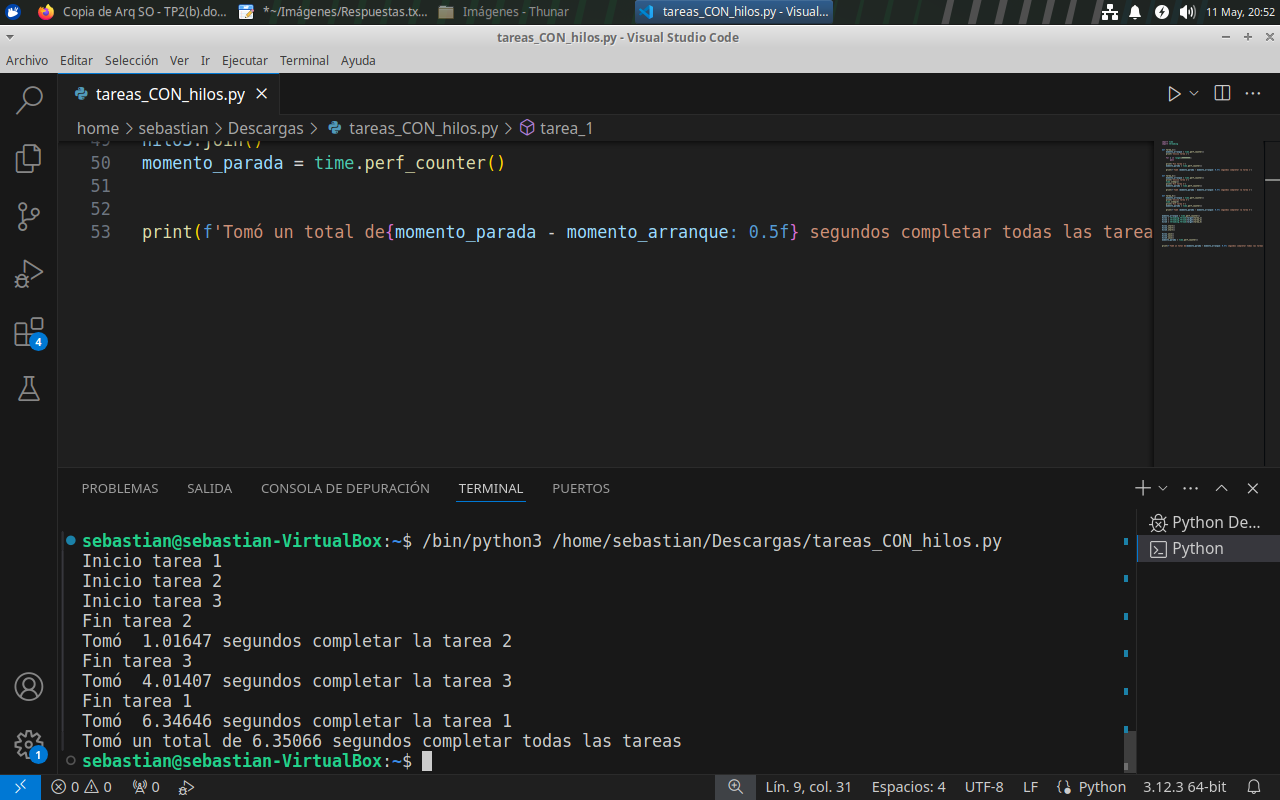 Copia de Arq SO - TP2(b).do...
*~/Imágenes/Respuestas.tx...
Imágenes - Thunar
tareas_CON_hilos.py - Visual...
11 May, 20:52
tareas_CON_hilos.py - Visual Studio Code
Archivo Editar Selección Ver Ir Ejecutar Terminal Ayuda
tareas_CON_hilos.py
home > sebastian > Descargas > tareas_CON_hilos.py > tarea_1
49 hilo3.join()
50 momento_parada = time.perf_counter()
51
52
53 print(f'Tomó un total de{momento_parada - momento_arranque: 0.5f} segundos completar todas las tarea
4
PROBLEMAS SALIDA CONSOLA DE DEPURACIÓN TERMINAL PUERTOS
Python De...
Python
sebastian@sebastian-VirtualBox:~$ /bin/python3 /home/sebastian/Descargas/tareas_CON_hilos.py
Inicio tarea 1
Inicio tarea 2
Inicio tarea 3
Fin tarea 2
Tomó  1.01647 segundos completar la tarea 2
Fin tarea 3
Tomó  4.01407 segundos completar la tarea 3
Fin tarea 1
Tomó  6.34646 segundos completar la tarea 1
Tomó un total de 6.35066 segundos completar todas las tareas
sebastian@sebastian-VirtualBox:~$
1
0 0 0 Lín. 9, col. 31 Espacios: 4 UTF-8 LF Python 3.12.3 64-bit